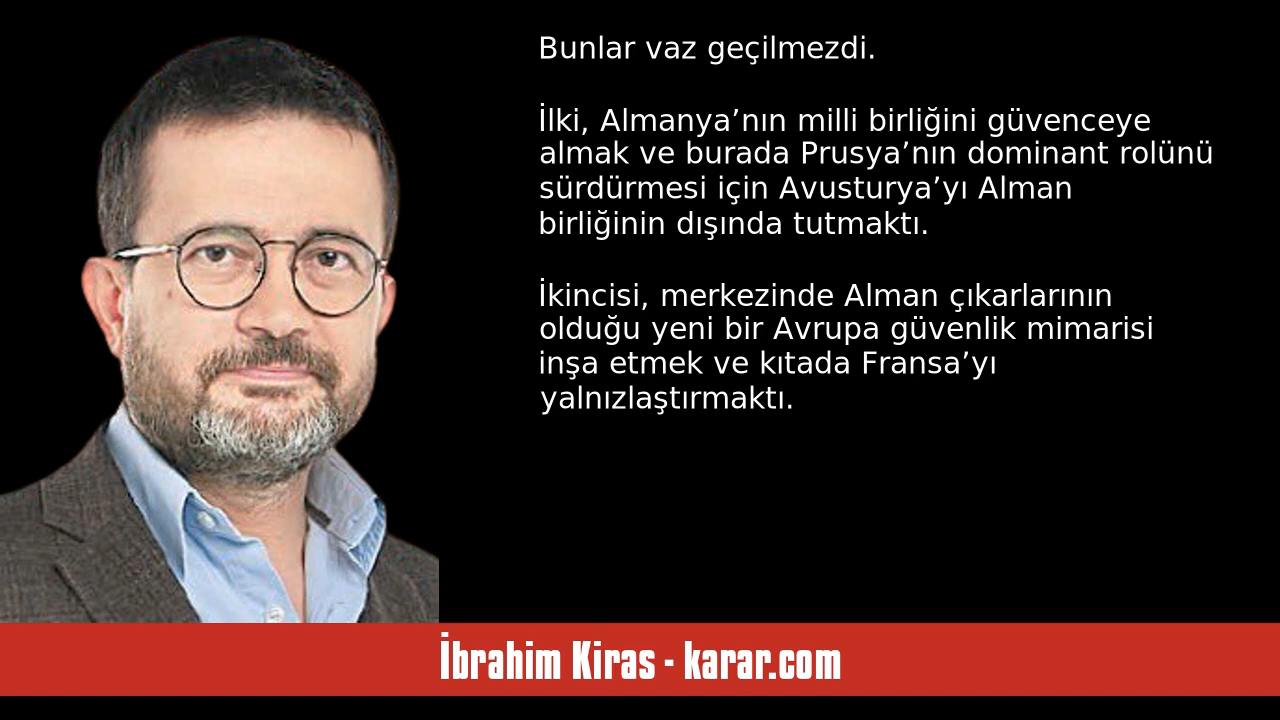 Bunlar vaz geçilmezdi.
İlki, Almanya’nın milli birliğini güvenceye
almak ve burada Prusya’nın dominant rolünü
sürdürmesi için Avusturya’yı Alman
birliğinin dışında tutmaktı.
İkincisi, merkezinde Alman çıkarlarının
olduğu yeni bir Avrupa güvenlik mimarisi
inşa etmek ve kıtada Fransa’yı
yalnızlaştırmaktı.
İbrahim Kiras - karar.com